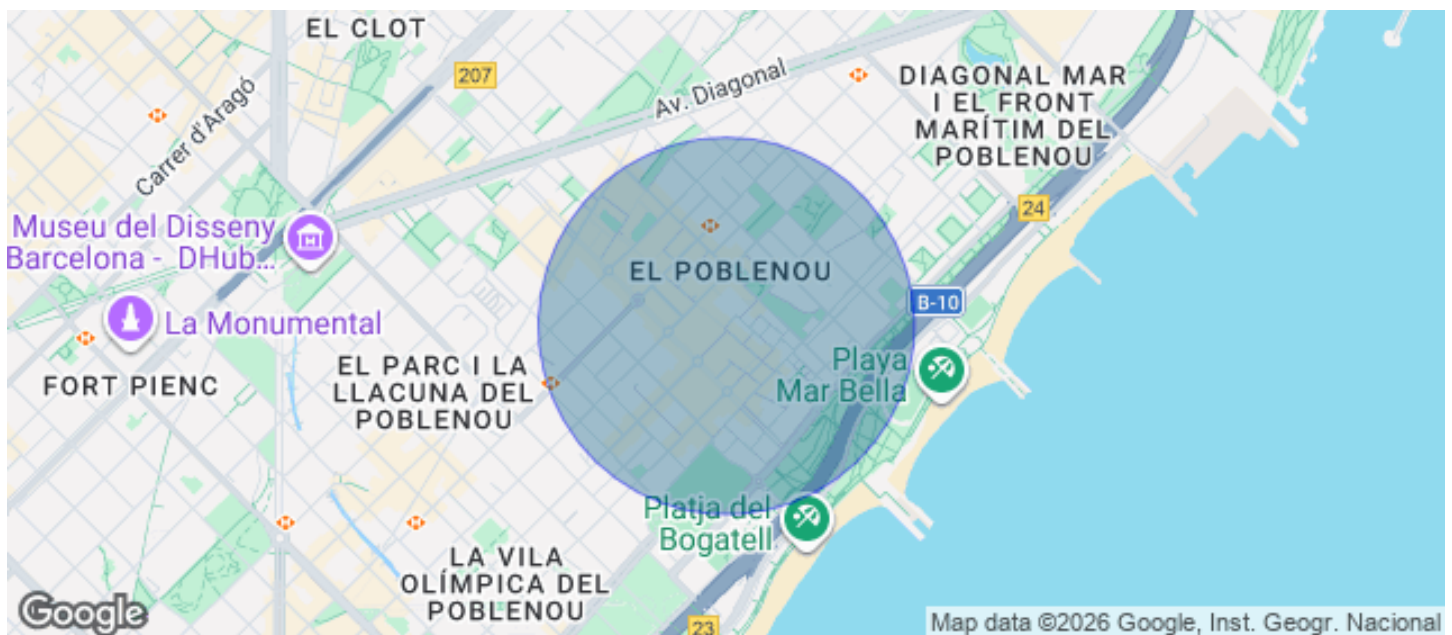 EL CLOT
207
Carrer d'Aragó
Av. Diagonal
DIAGONAL MAR
I EL FRONT
MARÍTIM DEL
POBLENOU
24
Museu del Disseny
Barcelona - DHub...
EL POBLENOU
B-10
La Monumental
FORT PIENC
EL PARC I LA
LLACUNA DEL
POBLENOU
Playa
Mar Bella
Platja del
Bogatell
LA VILA
OLÍMPICA DEL
POBLENOU
23
Google
Map data ©2026 Google, Inst. Geogr. Nacional